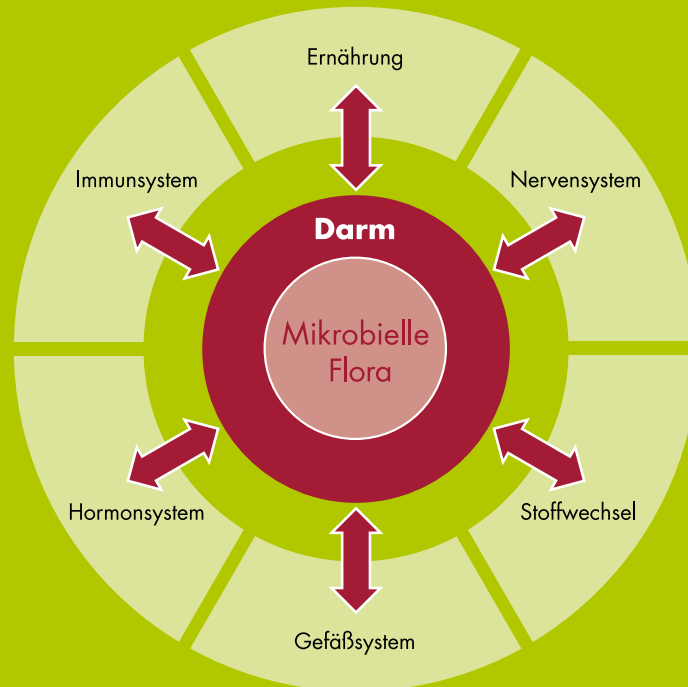 Ernährung
Immunsystem
Nervensystem
Darm
Mikrobielle
Flora
Hormonsystem
Stoffwechsel
Gefäßsystem